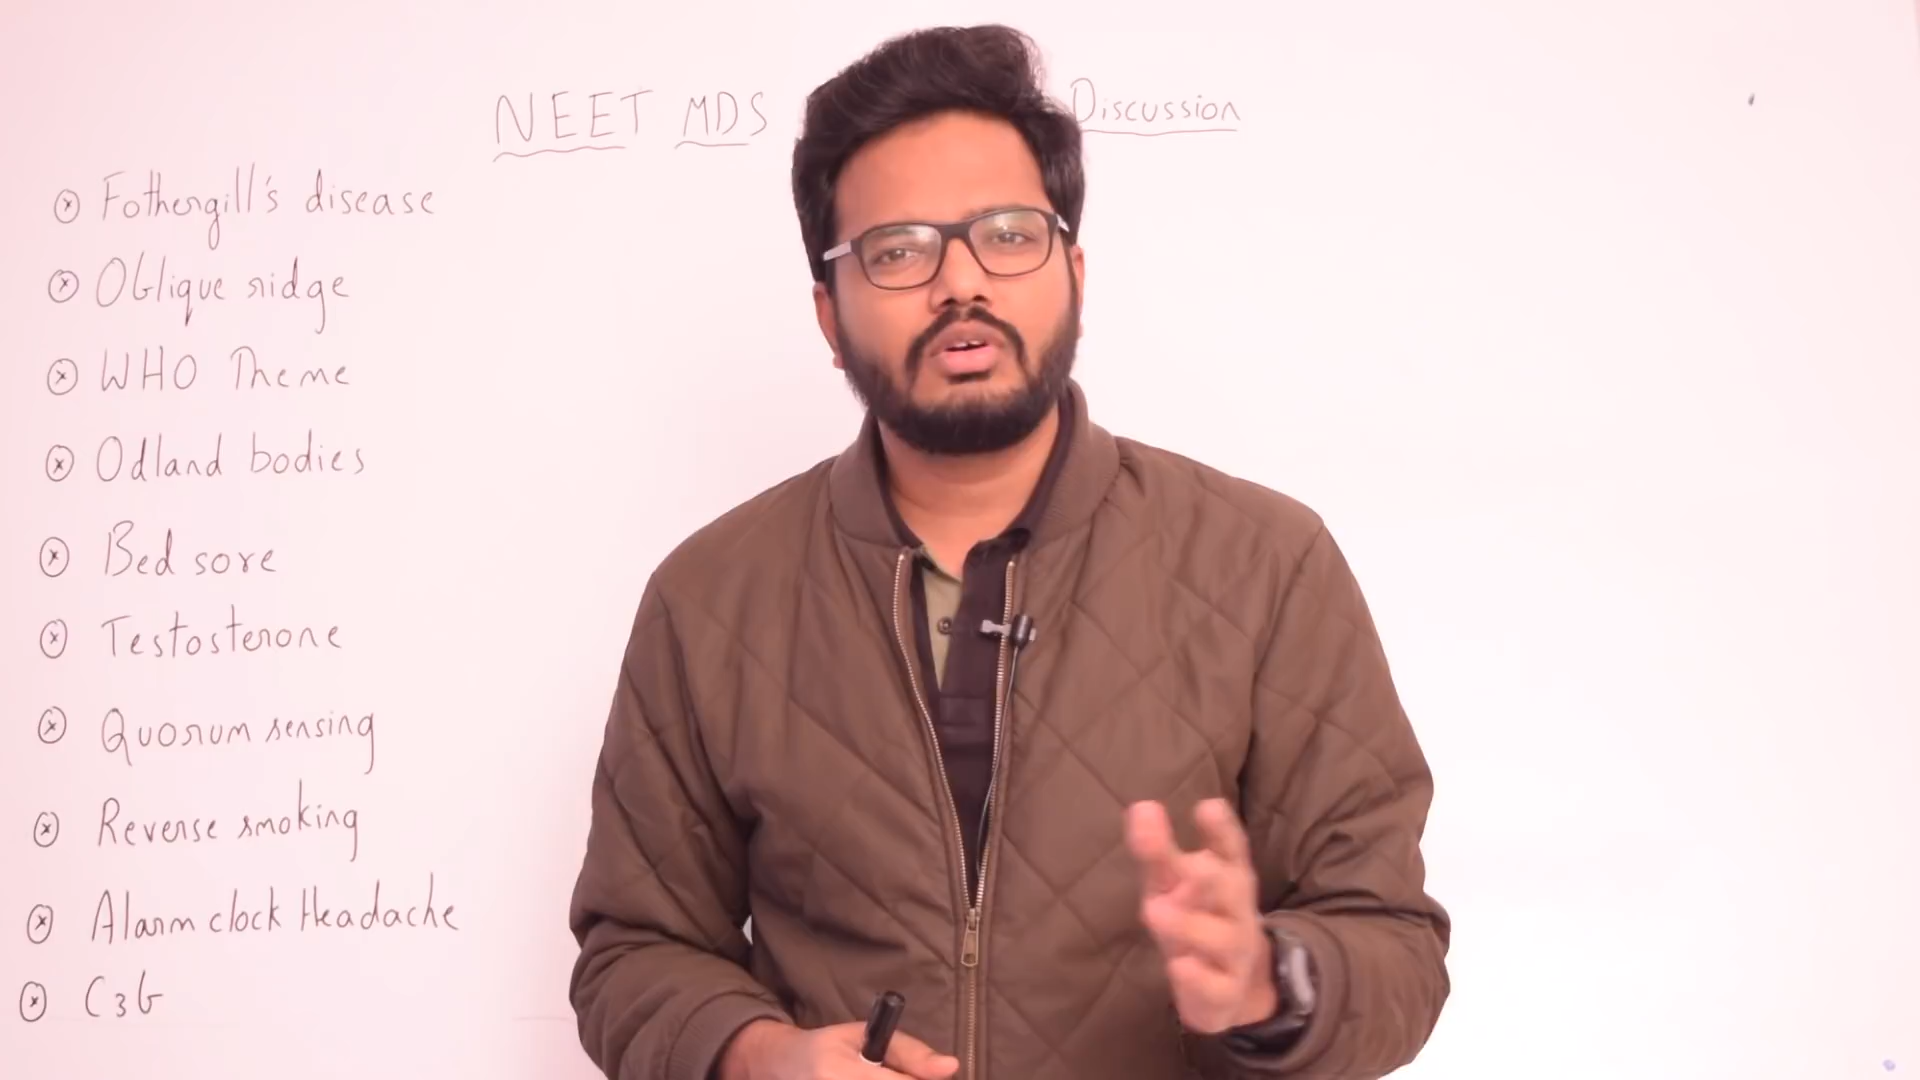 NEET MDS Discussion
Fothergill's disease
Oblique ridge
WHO Theme
Odland bodies
Bed sore
Testosterone
Quorum sensing
Reverse smoking
Alarm clock Headache
C3b